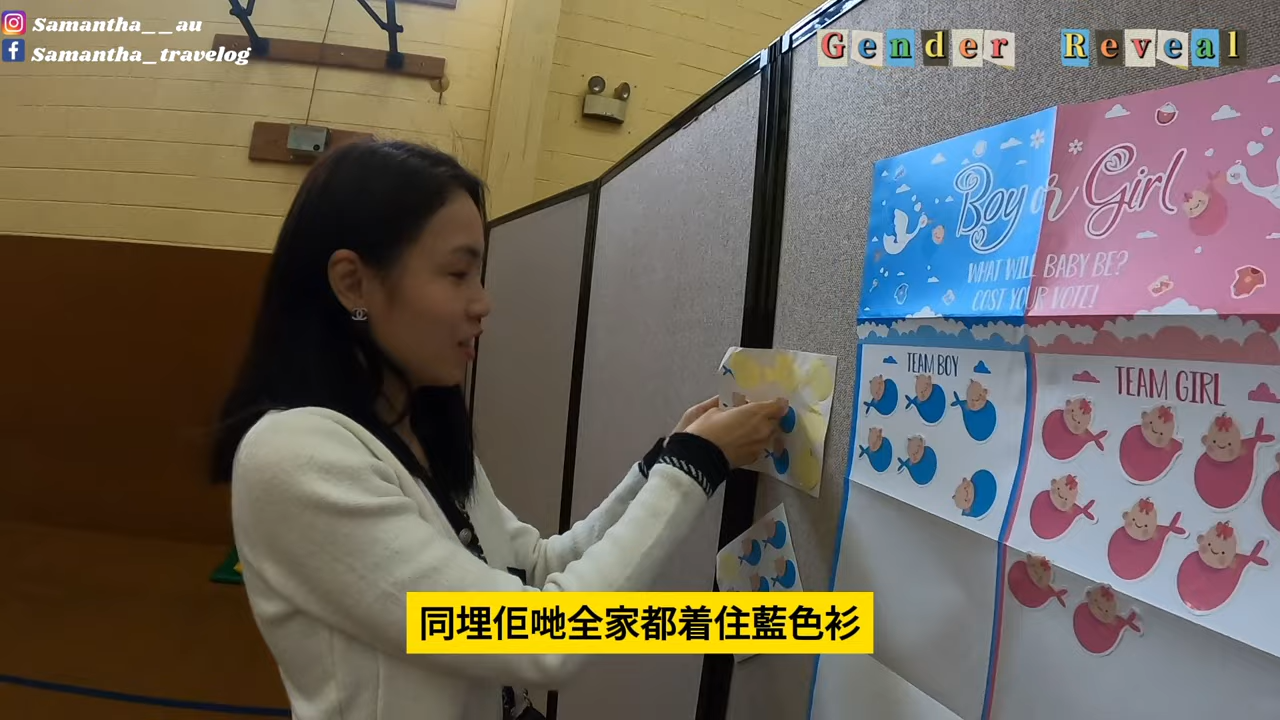 Samantha__au
Samantha_travelog
Gender Reveal
Boy or Girl
WHAT WILL BABY BE?
CAST YOUR VOTE!
TEAM BOY
TEAM GIRL
同埋佢哋全家都着住藍色衫